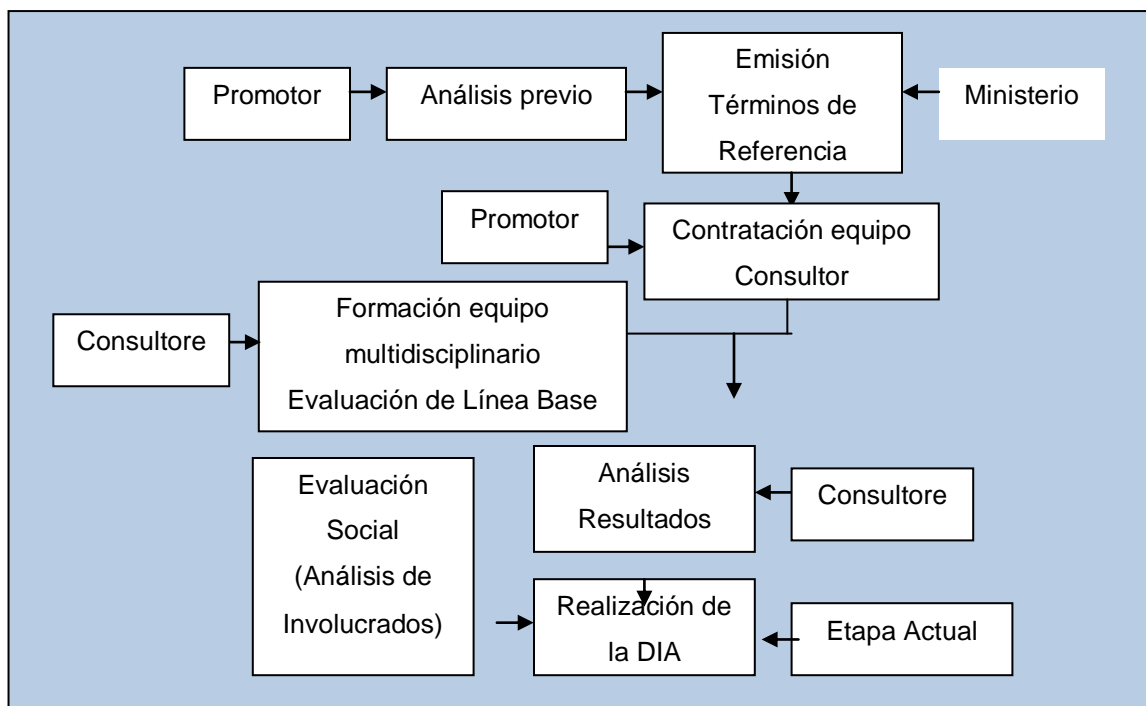 Promotor
Análisis previo
Emisión
Términos de
Referencia
Ministerio
Promotor
Contratación equipo
Consultor
Consultore
Formación equipo
multidisciplinario
Evaluación de Línea Base
Evaluación
Social
(Análisis de
Involucrados)
Análisis
Resultados
Consultore
Realización de
la DIA
Etapa Actual